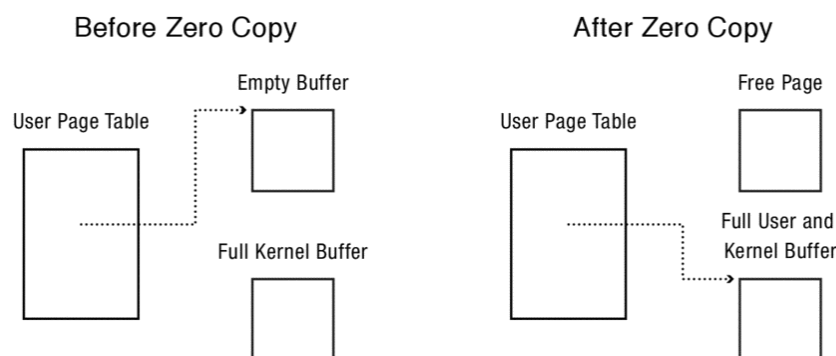 Before Zero Copy
Empty Buffer
User Page Table
Full Kernel Buffer
After Zero Copy
Free Page
User Page Table
Full User and
Kernel Buffer